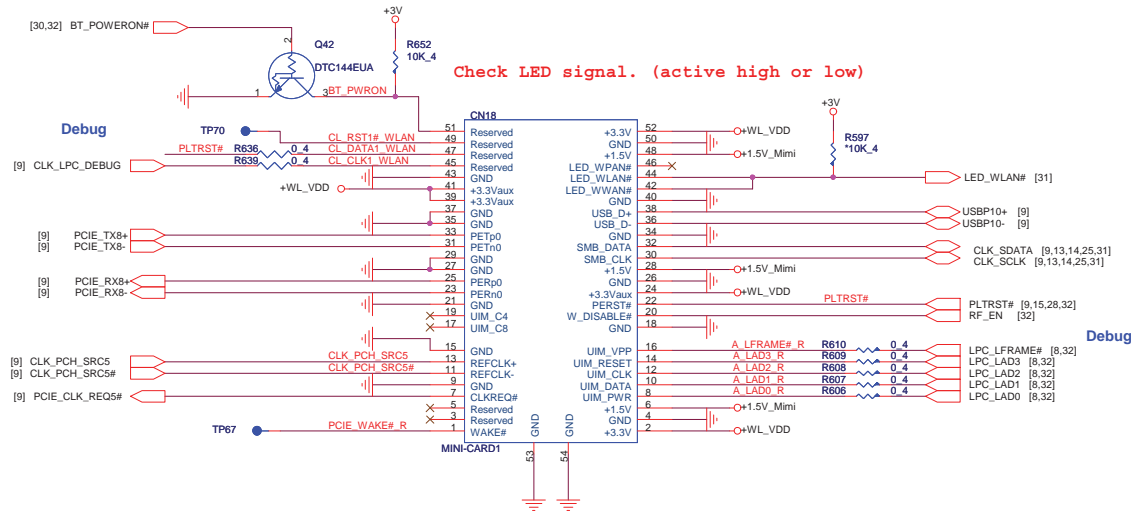 +3V
[30,32] BT_POWERON#
2
Q42
DTC144EUA
R652
10K_4
1
3
BT_PWRON
Check LED signal. (active high or low)
+3V
R597
*10K_4
Debug
CN18
TP70
CL_RST1#_WLAN
PLTRST# R636 0_4 CL_DATA1_WLAN
[9] CLK_LPC_DEBUG R639 0_4 CL_CLK1_WLAN
+WL_VDD
51 Reserved +3.3V 52 +WL_VDD
49 Reserved GND 50
47 Reserved +1.5V 48 +1.5V_Mimi
45 Reserved LED_WPAN# 46
43 GND LED_WLAN# 44 LED_WLAN# [31]
41 +3.3Vaux LED_WWAN# 42
39 +3.3Vaux GND 40
37 GND USB_D+ 38 USBP10+ [9]
35 GND USB_D- 36 USBP10- [9]
[9] PCIE_TX8+ 33 PETp0 GND 34
[9] PCIE_TX8- 31 PETn0 SMB_DATA 32 CLK_SDATA [9,13,14,25,31]
29 GND SMB_CLK 30 CLK_SCLK [9,13,14,25,31]
27 GND +1.5V 28 +1.5V_Mimi
[9] PCIE_RX8+ 25 PERp0 GND 26
[9] PCIE_RX8- 23 PERn0 +3.3Vaux 24 +WL_VDD
21 GND PERST# 22 PLTRST# PLTRST# [9,15,28,32]
19 UIM_C4 W_DISABLE# 20 RF_EN [32]
17 UIM_C8 GND 18
Debug
15 GND UIM_VPP 16 A_LFRAME#_R R610 0_4 LPC_LFRAME# [8,32]
[9] CLK_PCH_SRC5 CLK_PCH_SRC5 13 REFCLK+ UIM_RESET 14 A_LAD3_R R609 0_4 LPC_LAD3 [8,32]
[9] CLK_PCH_SRC5# CLK_PCH_SRC5# 11 REFCLK- UIM_CLK 12 A_LAD2_R R608 0_4 LPC_LAD2 [8,32]
9 GND UIM_DATA 10 A_LAD1_R R607 0_4 LPC_LAD1 [8,32]
[9] PCIE_CLK_REQ5# 7 CLKREQ# UIM_PWR 8 A_LAD0_R R606 0_4 LPC_LAD0 [8,32]
5 Reserved +1.5V 6 +1.5V_Mimi
3 Reserved GND 4
TP67 PCIE_WAKE#_R 1 WAKE# +3.3V 2 +WL_VDD
GND GND
MINI-CARD1
53 54